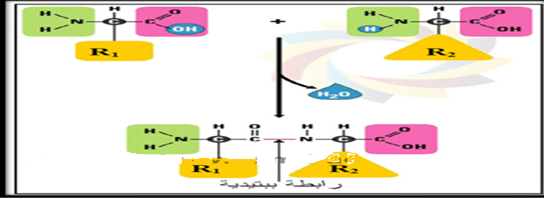 H H N H C C O OH R₁
+
H H N H C C O OH R₂
H₂O
H H N H C O C N H H C C O OH
R₁ R₂
رابطة ببتيدية